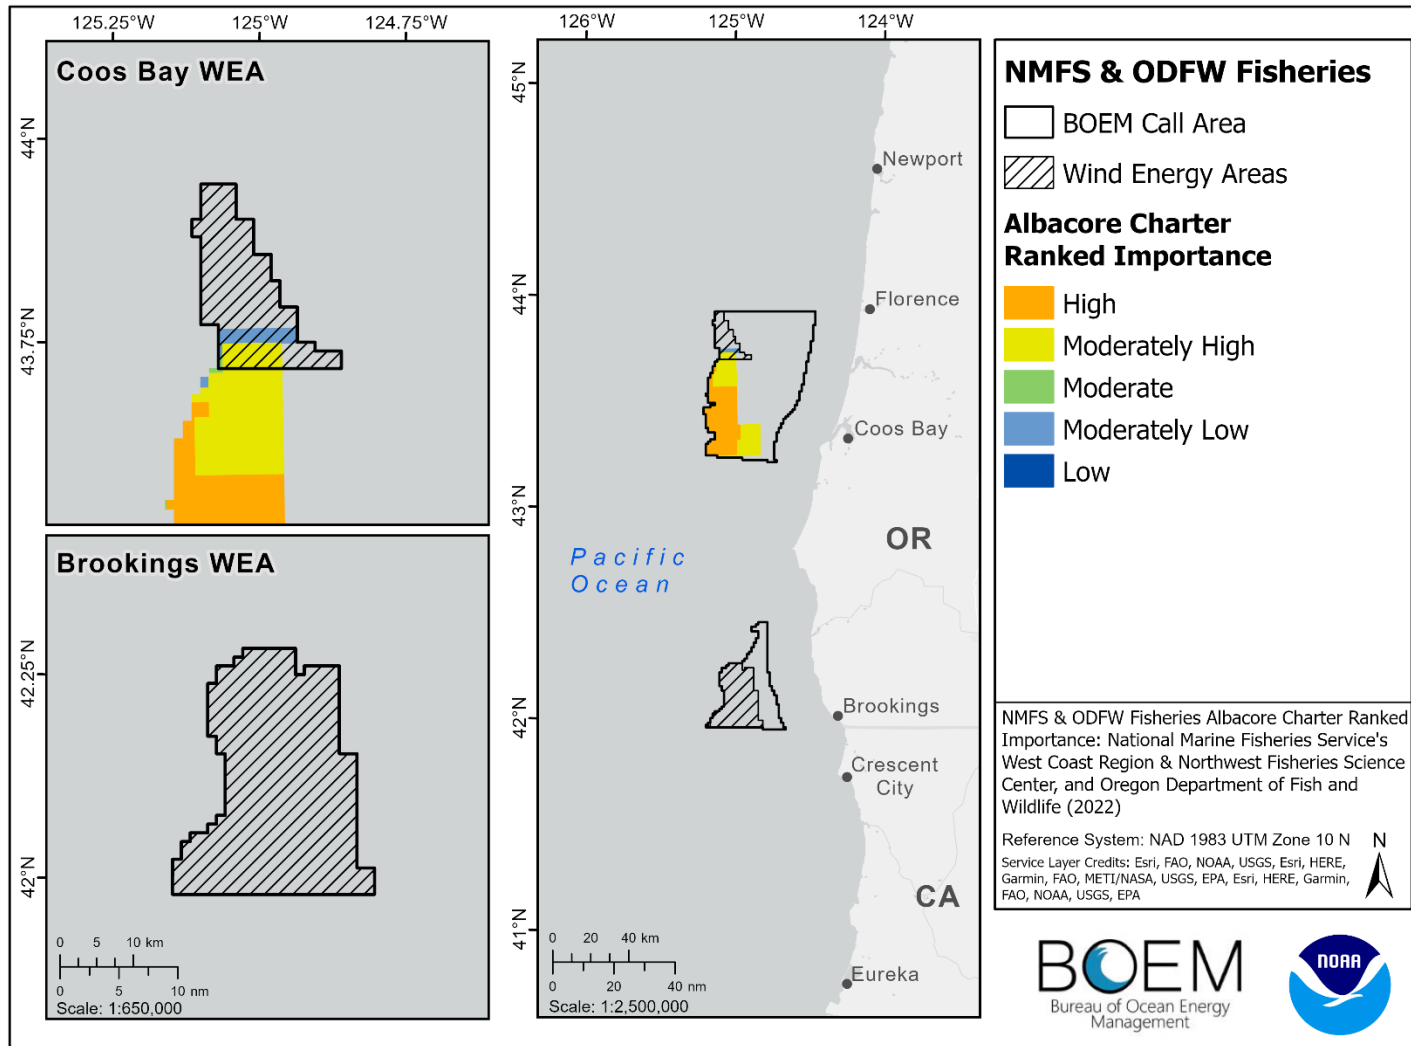 125.25°W 125°W 124.75°W
Coos Bay WEA
44°N
43.75°N
Brookings WEA
42.25°N
42°N
0 5 10 km
0 5 10 nm
Scale: 1:650,000
126°W 125°W 124°W
45°N
44°N
43°N
42°N
41°N
Newport
Florence
Coos Bay
OR
Pacific
Ocean
Brookings
Crescent
City
CA
Eureka
0 20 40 km
0 20 40 nm
Scale: 1:2,500,000
NMFS & ODFW Fisheries
BOEM Call Area
Wind Energy Areas
Albacore Charter
Ranked Importance
High
Moderately High
Moderate
Moderately Low
Low
NMFS & ODFW Fisheries Albacore Charter Ranked
Importance: National Marine Fisheries Service's
West Coast Region & Northwest Fisheries Science
Center, and Oregon Department of Fish and
Wildlife (2022)
Reference System: NAD 1983 UTM Zone 10 N
N
Service Layer Credits: Esri, FAO, NOAA, USGS, Esri, HERE,
Garmin, FAO, METI/NASA, USGS, EPA, Esri, HERE, Garmin,
FAO, NOAA, USGS, EPA
BOEM
Bureau of Ocean Energy
Management
NOAA